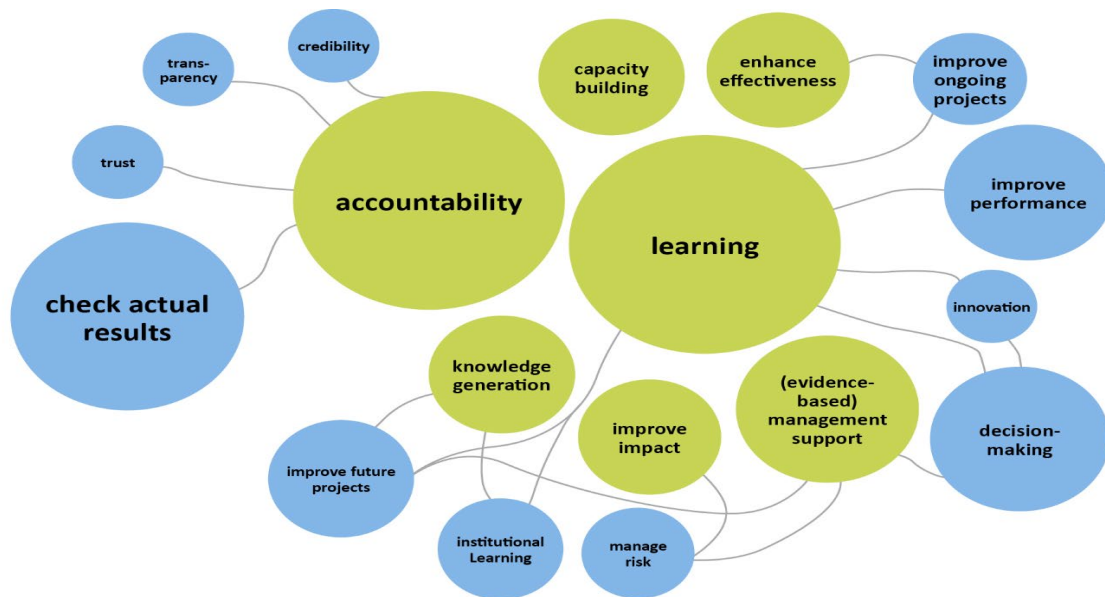 credibility
trans-
parency
trust
accountability
check actual
results
capacity
building
enhance
effectiveness
improve
ongoing
projects
learning
improve
performance
innovation
knowledge
generation
improve
impact
(evidence-
based)
management
support
decision-
making
improve future
projects
institutional
Learning
manage
risk